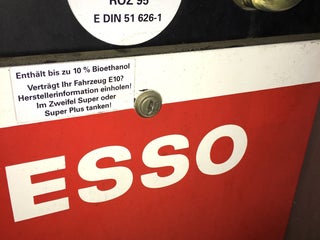 ROZ 95
E DIN 51 626-1
Enthält bis zu 10 % Bioethanol
Verträgt Ihr Fahrzeug E10?
Herstellerinformation einholen!
Im Zweifel Super oder
Super Plus tanken!
ESSO